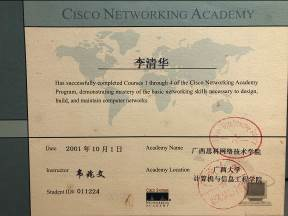 CISCO NETWORKING ACADEMY
李清华
Has successfully completed Courses 1 through 4 of the Cisco Networking Academy
Program, demonstrating mastery of the basic networking skills necessary to design,
build, and maintain computer networks.
Date 2001 年 10 月 1 日
Academy Name 广西思科网络技术学院
Instructor 韦兆文
Academy Location 广西大学
计算机与信息工程学院
Student ID: 011224
CISCO SYSTEMS
NETWORKING
ACADEMY